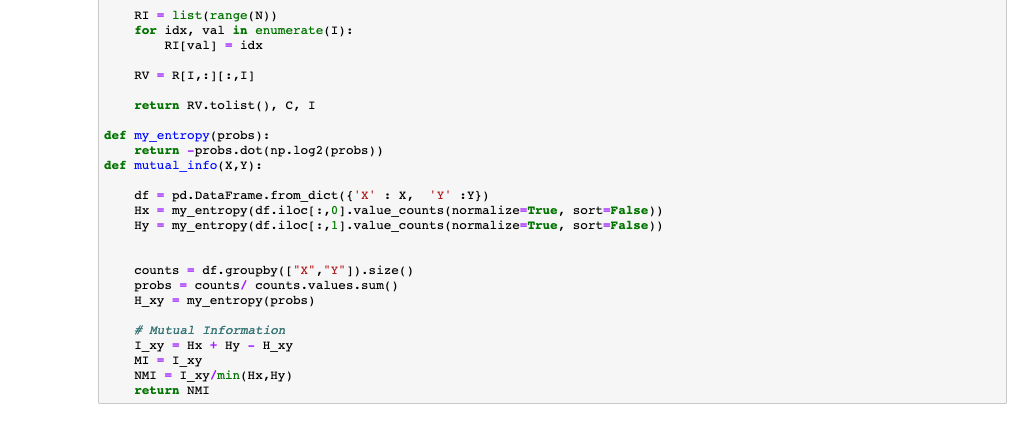 RI = list(range(N))
for idx, val in enumerate(I):
RI[val] = idx
RV = R[I,:][:,I]
return RV.tolist(), C, I
def my_entropy(probs):
return -probs.dot(np.log2(probs))
def mutual_info(X,Y):
df = pd.DataFrame.from_dict({'X' : X,  'Y' :Y})
Hx = my_entropy(df.iloc[:,0].value_counts(normalize=True, sort=False))
Hy = my_entropy(df.iloc[:,1].value_counts(normalize=True, sort=False))
counts = df.groupby(["X","Y"]).size()
probs = counts/ counts.values.sum()
H_xy = my_entropy(probs)
# Mutual Information
I_xy = Hx + Hy - H_xy
MI = I_xy
NMI = I_xy/min(Hx,Hy)
return NMI